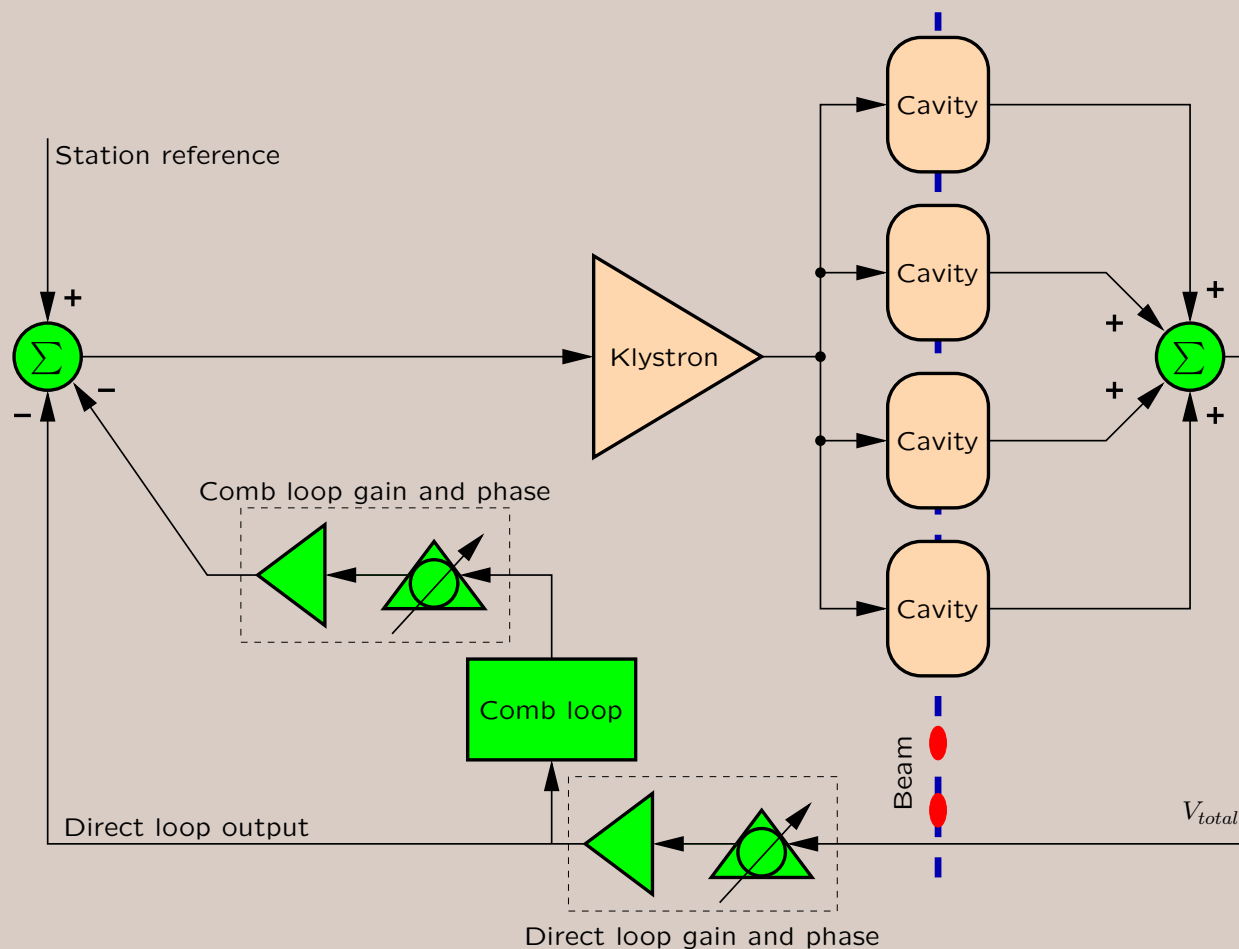 Cavity
Station reference
+
Cavity
+
+
+
Σ
Klystron
Σ
−
−
+
+
Cavity
Comb loop gain and phase
Cavity
Comb loop
Beam
Direct loop output
V_total
Direct loop gain and phase